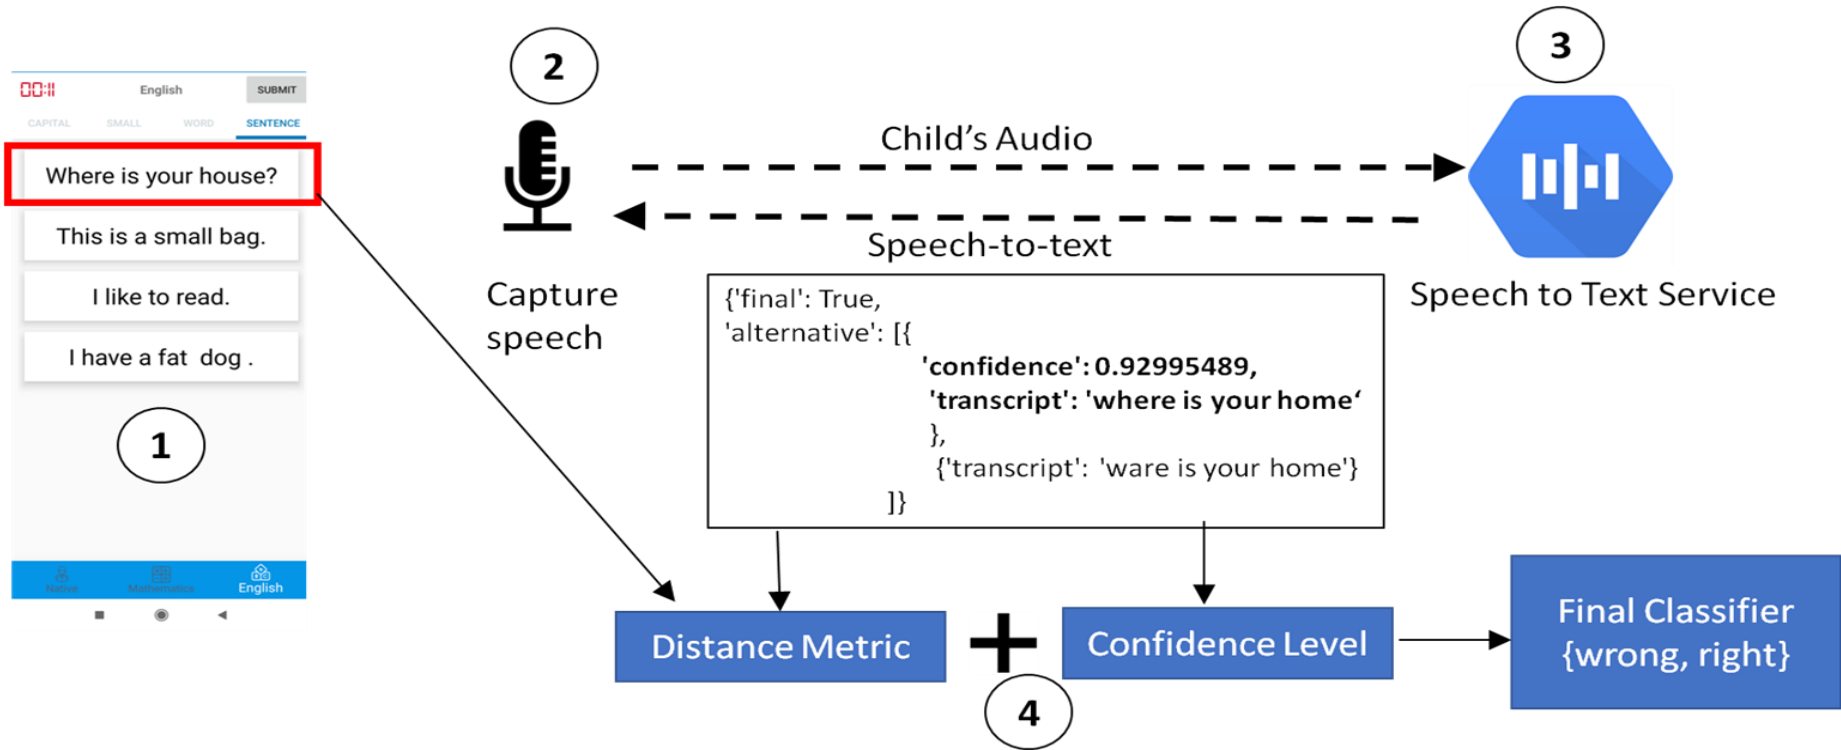 00:11
English
SUBMIT
CAPITAL
SMALL
WORD
SENTENCE
Where is your house?
This is a small bag.
I like to read.
I have a fat  dog .
1
Native
Mathematics
English
2
Capture
speech
Child’s Audio
Speech-to-text
3
Speech to Text Service
{'final': True,
'alternative': [{
'confidence': 0.92995489,
'transcript': 'where is your home‘
},
{'transcript': 'ware is your home'}
]}
Distance Metric
+
4
Confidence Level
Final Classifier
{wrong, right}